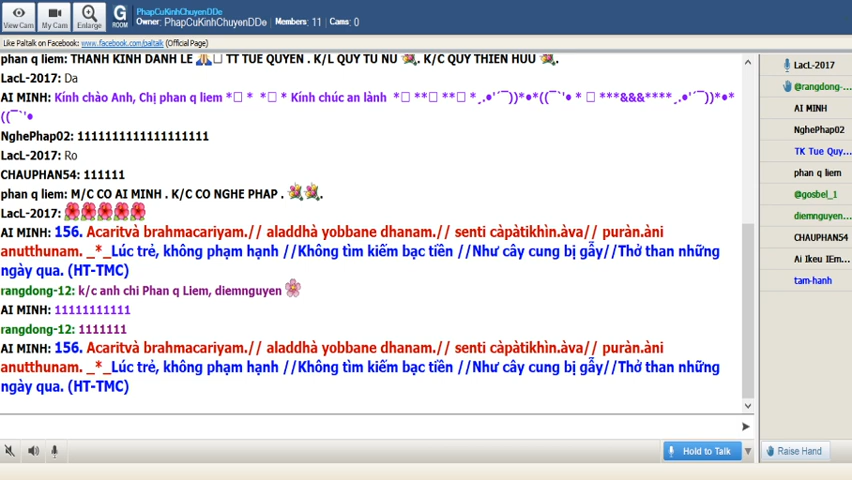 View Cam
My Cam
Enlarge
G
ROOM
PhapCuKinhChuyenDDe
Owner: PhapCuKinhChuyenDDe Members: 11 Cams: 0
Like Paltalk on Facebook: www.facebook.com/paltalk (Official Page)
phan q liem: THANH KINH DANH LE 🙏 TT TUE QUYEN . K/L QUY TU NU 💐. K/C QUY THIEN HUU 💐.
LacL-2017: Da
AI MINH: Kính chào Anh, Chị phan q liem *□ * *□ * Kính chúc an lành *□ **□ **□ *¸.•'´¯))*•*((¯`'• * □ ***&&&****¸.•'´¯))*•*
((¯`'•
NghePhap02: 1111111111111111111
LacL-2017: Ro
CHAUPHAN54: 111111
phan q liem: M/C CO AI MINH . K/C CO NGHE PHAP . 💐💐.
LacL-2017: 🌺🌺🌺🌺🌺
AI MINH: 156. Acaritvà brahmacariyam.// aladdhà yobbane dhanam.// senti càpàtikhìn.àva// puràn.àni
anutthunam. _*_Lúc trẻ, không phạm hạnh //Không tìm kiếm bạc tiền //Như cây cung bị gẫy//Thở than những
ngày qua. (HT-TMC)
rangdong-12: k/c anh chi Phan q Liem, diemnguyen 🌸
AI MINH: 11111111111
rangdong-12: 1111111
AI MINH: 156. Acaritvà brahmacariyam.// aladdhà yobbane dhanam.// senti càpàtikhìn.àva// puràn.àni
anutthunam. _*_Lúc trẻ, không phạm hạnh //Không tìm kiếm bạc tiền //Như cây cung bị gẫy//Thở than những
ngày qua. (HT-TMC)
Hold to Talk
LacL-2017
@rangdong-...
AI MINH
NghePhap02
TK Tue Quy...
phan q liem
@gosbel_1
diemnguyen...
CHAUPHAN54
Ai Ikeu IEm...
tam-hanh
Raise Hand